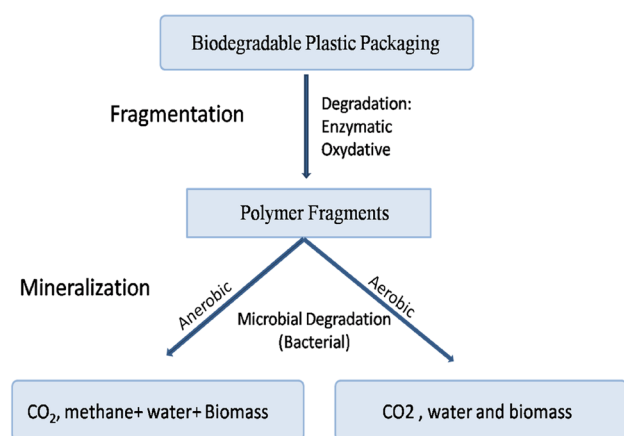 Biodegradable Plastic Packaging
Fragmentation
Degradation:
Enzymatic
Oxydative
Polymer Fragments
Mineralization
Anerobic
Aerobic
Microbial Degradation
(Bacterial)
CO₂, methane+ water+ Biomass
CO2 , water and biomass